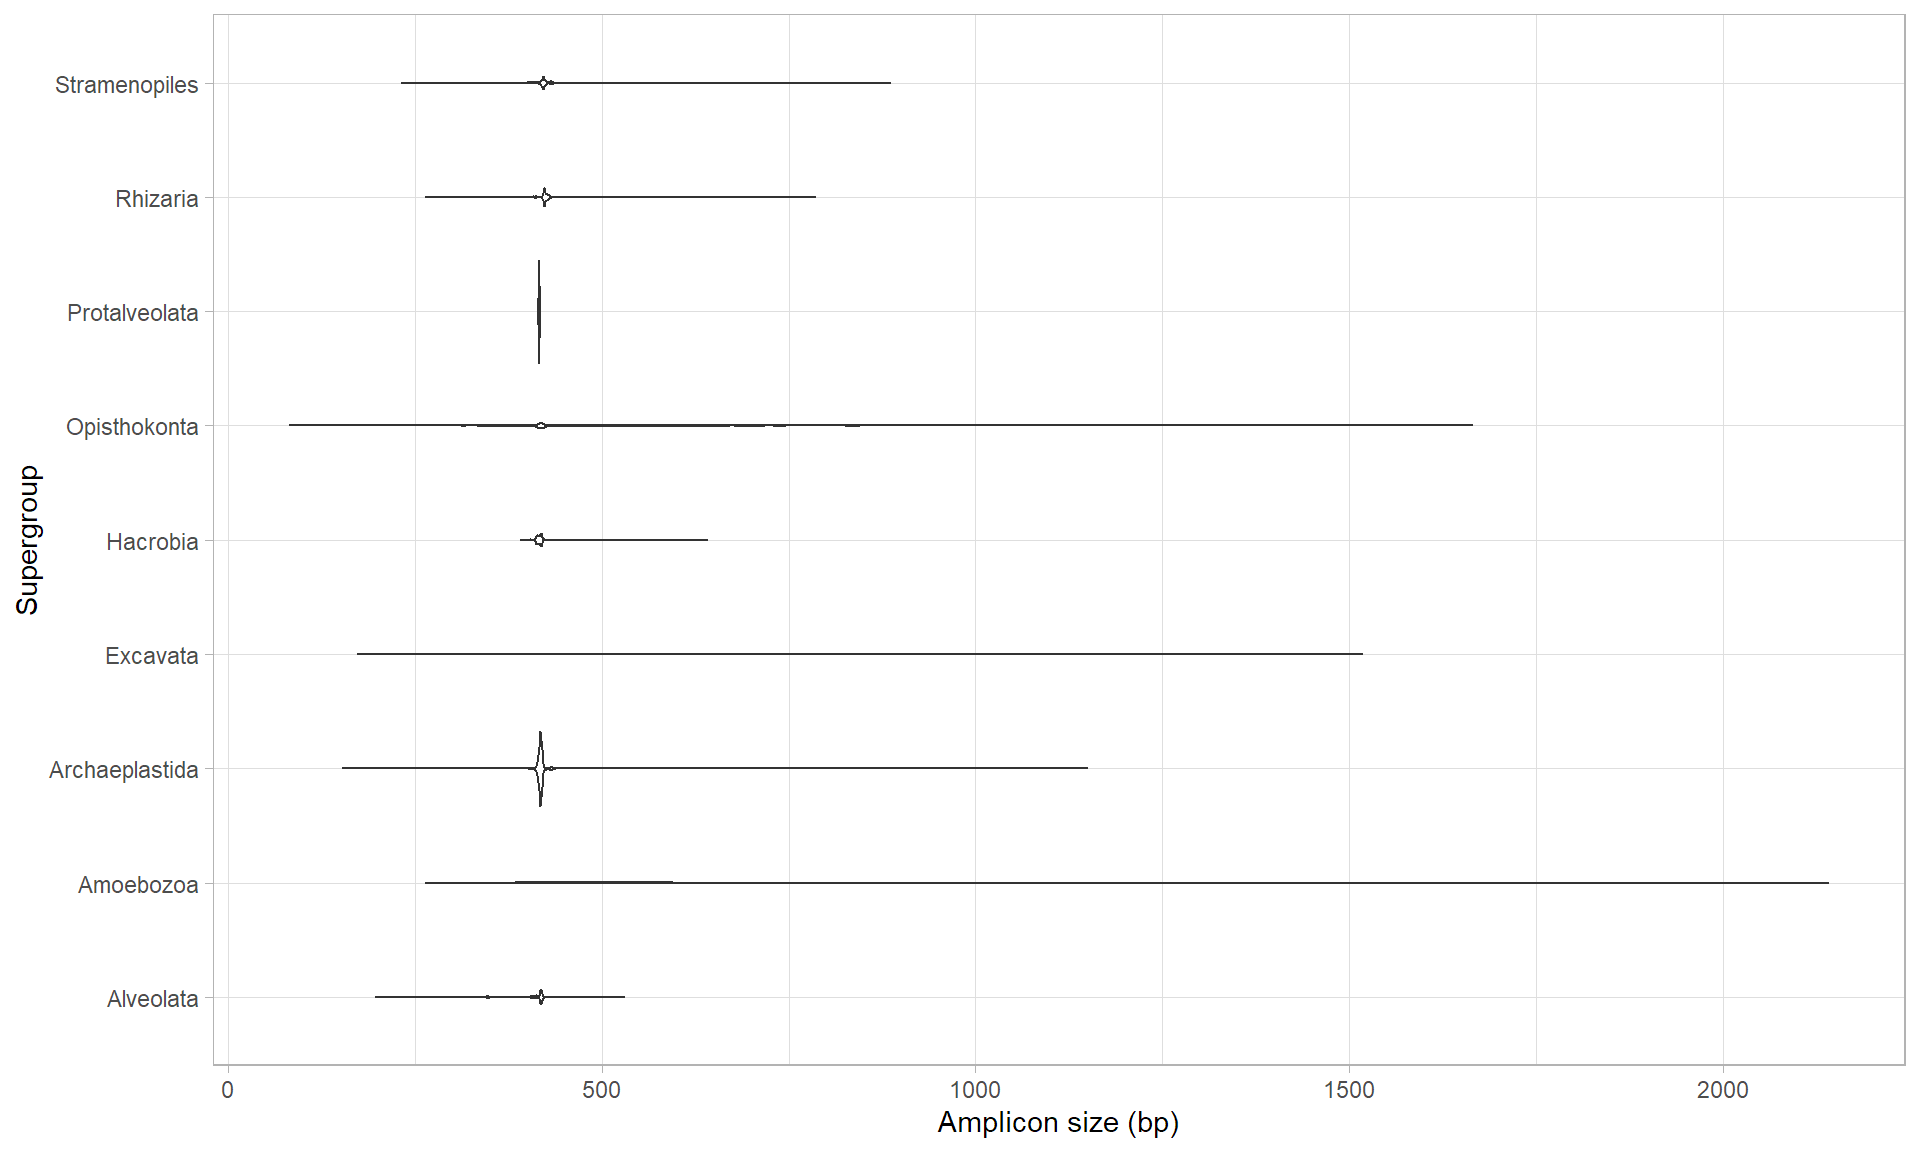 Stramenopiles
Rhizaria
Protalveolata
Opisthokonta
Hacrobia
Excavata
Archaeplastida
Amoebozoa
Alveolata
Supergroup
0 500 1000 1500 2000
Amplicon size (bp)